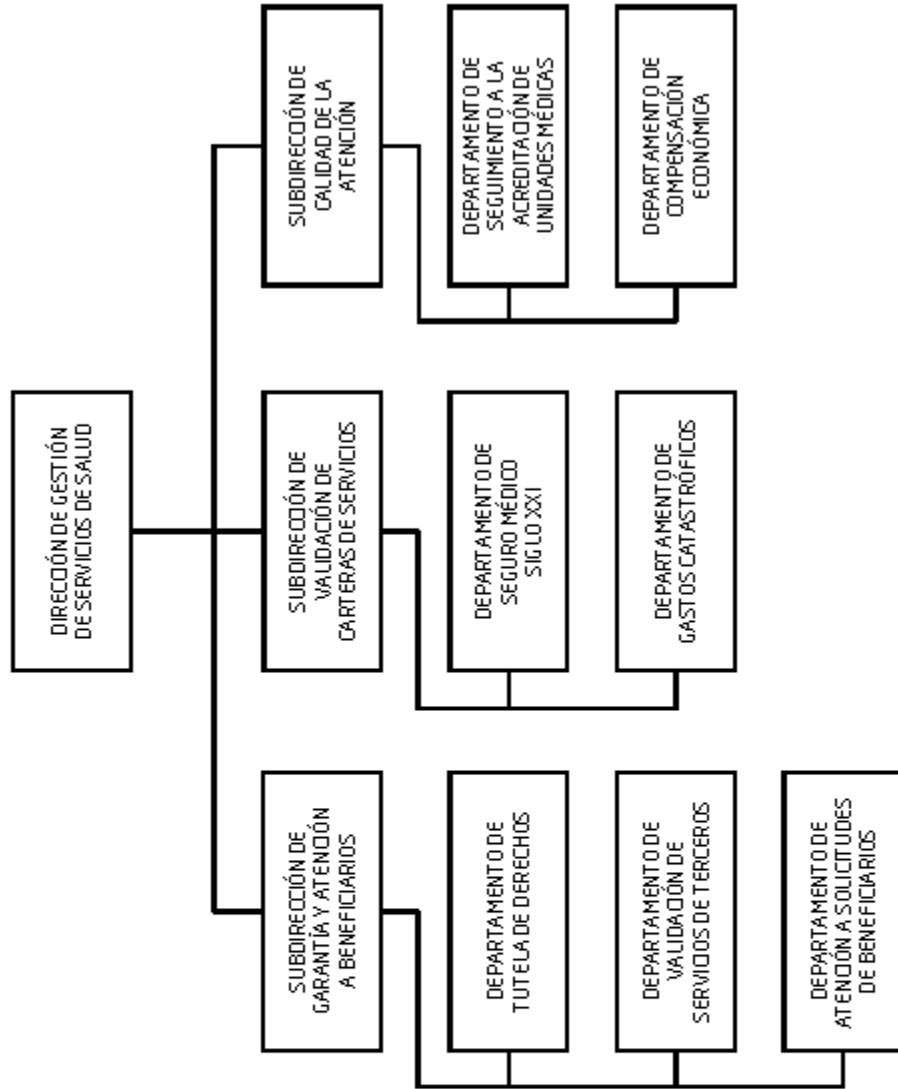 DIRECCIÓN DE GESTIÓN
DE SERVICIOS DE SALUD
SUBDIRECCIÓN DE
GARANTÍA Y ATENCIÓN
A BENEFICIARIOS
SUBDIRECCIÓN DE
VALIDACIÓN DE
CARTERAS DE SERVICIOS
SUBDIRECCIÓN DE
CALIDAD DE LA
ATENCIÓN
DEPARTAMENTO DE
TUTELA DE DERECHOS
DEPARTAMENTO DE
SEGURO MÉDICO
SIGLO XXI
DEPARTAMENTO DE
SEGUIMIENTO A LA
ACREDITACIÓN DE
UNIDADES MÉDICAS
DEPARTAMENTO DE
VALIDACIÓN DE
SERVICIOS DE TERCEROS
DEPARTAMENTO DE
GASTOS CATASTRÓFICOS
DEPARTAMENTO DE
COMPENSACIÓN
ECONÓMICA
DEPARTAMENTO DE
ATENCIÓN A SOLICITUDES
DE BENEFICIARIOS